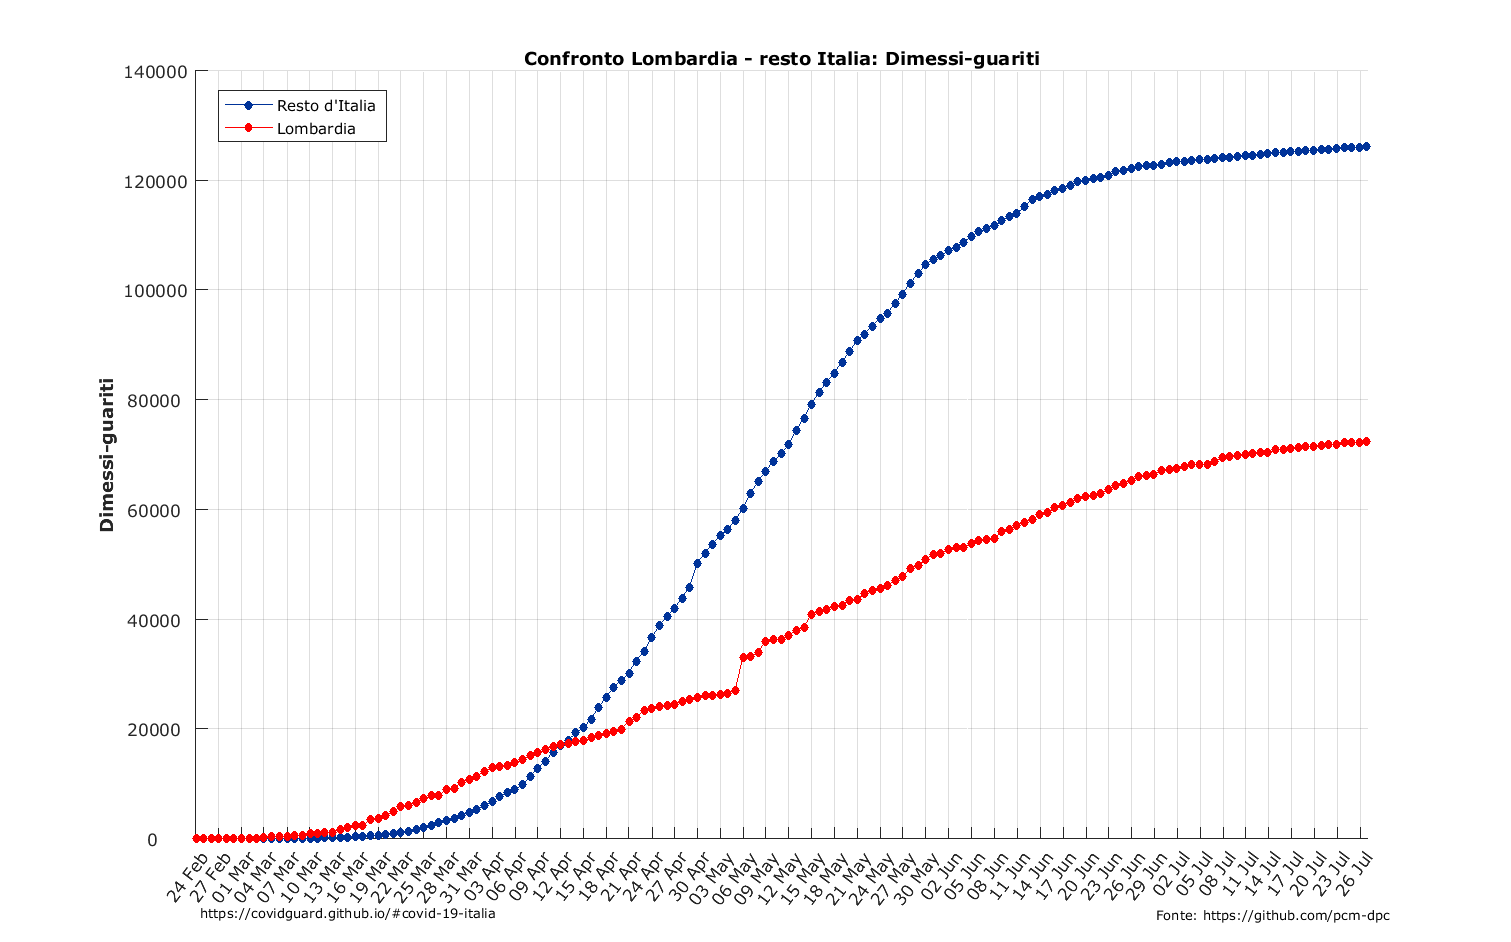 Confronto Lombardia - resto Italia: Dimessi-guariti
140000
120000
100000
80000
60000
40000
20000
0
Dimessi-guariti
Resto d'Italia
Lombardia
24 Feb
27 Feb
01 Mar
04 Mar
07 Mar
10 Mar
13 Mar
16 Mar
19 Mar
22 Mar
25 Mar
28 Mar
31 Mar
03 Apr
06 Apr
09 Apr
12 Apr
15 Apr
18 Apr
21 Apr
24 Apr
27 Apr
30 Apr
03 May
06 May
09 May
12 May
15 May
18 May
21 May
24 May
27 May
30 May
02 Jun
05 Jun
08 Jun
11 Jun
14 Jun
17 Jun
20 Jun
23 Jun
26 Jun
29 Jun
02 Jul
05 Jul
08 Jul
11 Jul
14 Jul
17 Jul
20 Jul
23 Jul
26 Jul
https://covidguard.github.io/#covid-19-italia
Fonte: https://github.com/pcm-dpc